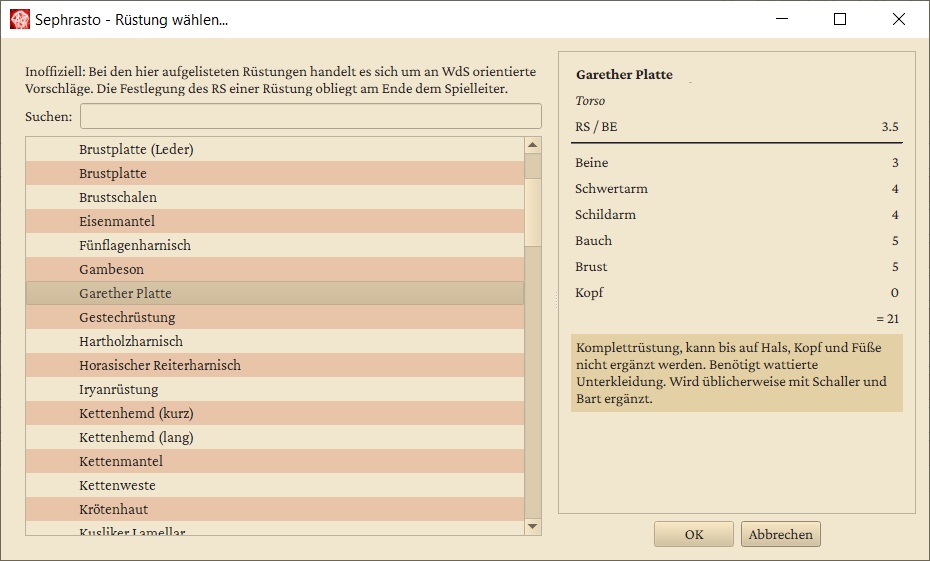 Sephrasto - Rüstung wählen...
Inoffiziell: Bei den hier aufgelisteten Rüstungen handelt es sich um an WdS orientierte
Vorschläge. Die Festlegung des RS einer Rüstung obliegt am Ende dem Spielleiter.
Suchen:
Brustplatte (Leder)
Brustplatte
Brustschalen
Eisenmantel
Fünflagenharnisch
Gambeson
Garether Platte
Gestechrüstung
Hartholzharnisch
Horasischer Reiterharnisch
Iryanrüstung
Kettenhemd (kurz)
Kettenhemd (lang)
Kettenmantel
Kettenweste
Krötenhaut
Kusliker Lamellar
Garether Platte
Torso
RS / BE 3.5
Beine 3
Schwertarm 4
Schildarm 4
Bauch 5
Brust 5
Kopf 0
= 21
Komplettrüstung, kann bis auf Hals, Kopf und Füße
nicht ergänzt werden. Benötigt wattierte
Unterkleidung. Wird üblicherweise mit Schaller und
Bart ergänzt.
OK Abbrechen